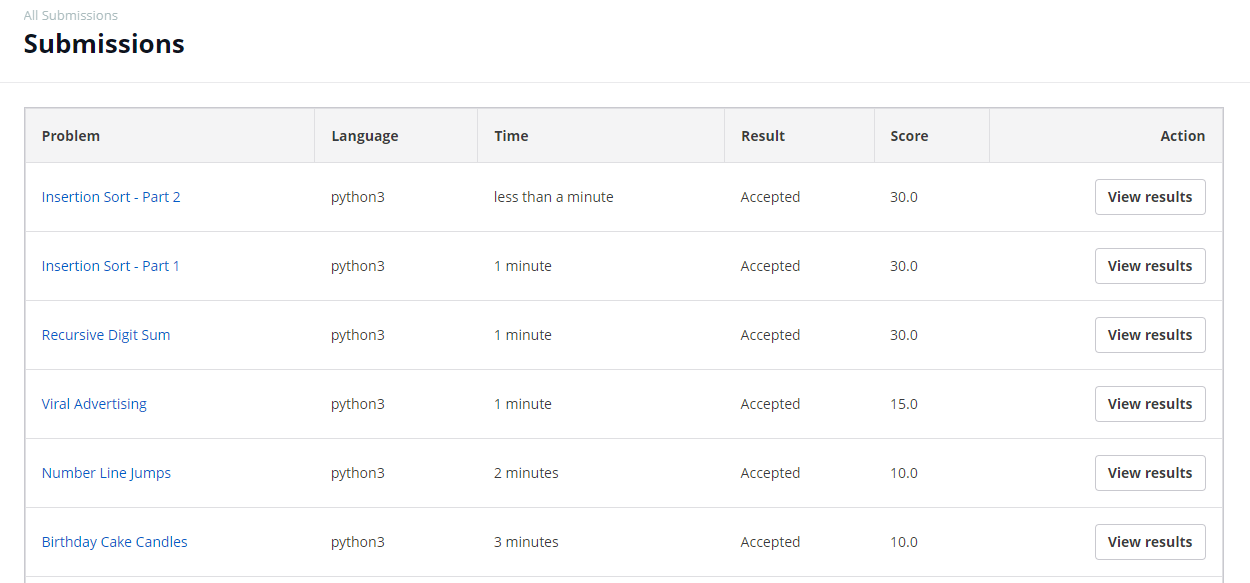 All Submissions
Submissions
Problem Language Time Result Score Action
Insertion Sort - Part 2 python3 less than a minute Accepted 30.0 View results
Insertion Sort - Part 1 python3 1 minute Accepted 30.0 View results
Recursive Digit Sum python3 1 minute Accepted 30.0 View results
Viral Advertising python3 1 minute Accepted 15.0 View results
Number Line Jumps python3 2 minutes Accepted 10.0 View results
Birthday Cake Candles python3 3 minutes Accepted 10.0 View results